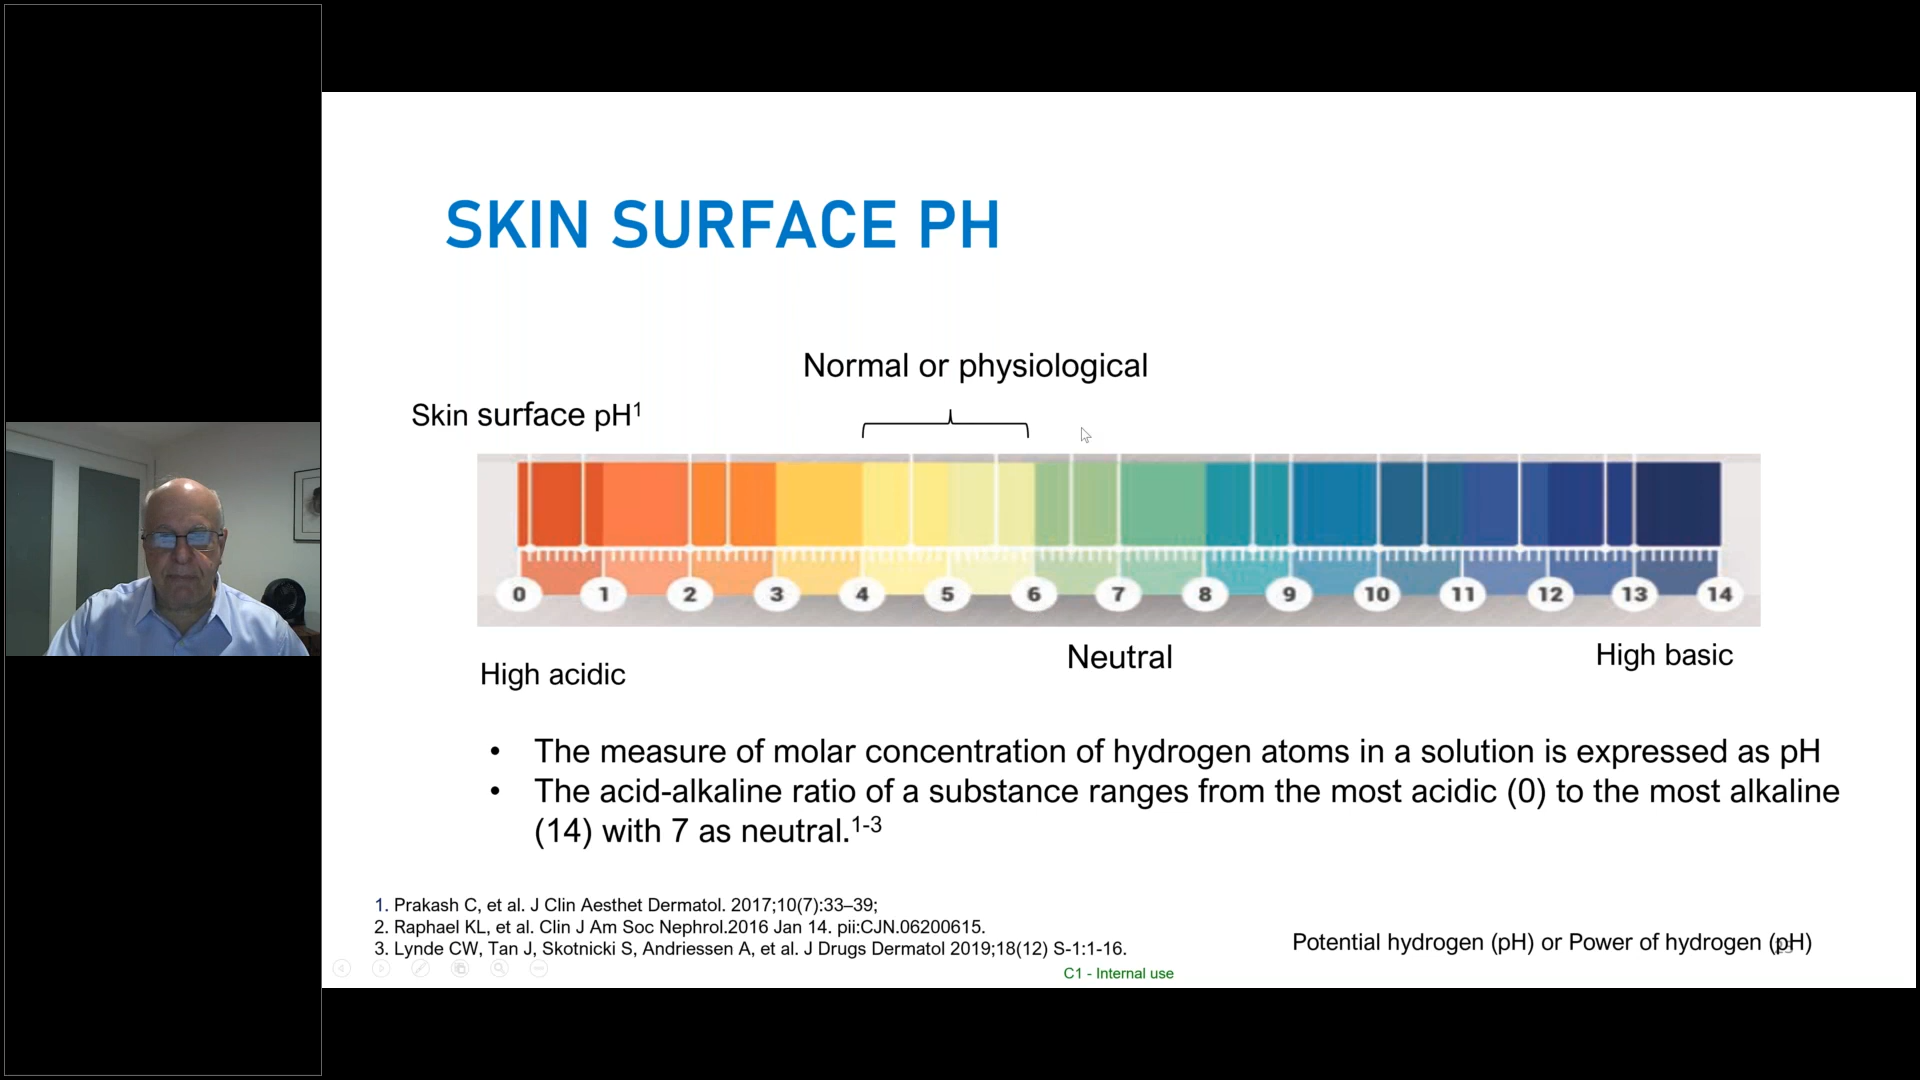 SKIN SURFACE PH
Normal or physiological
Skin surface pH¹
0 1 2 3 4 5 6 7 8 9 10 11 12 13 14
High acidic
Neutral
High basic
• The measure of molar concentration of hydrogen atoms in a solution is expressed as pH
• The acid-alkaline ratio of a substance ranges from the most acidic (0) to the most alkaline
(14) with 7 as neutral.¹⁻³
1. Prakash C, et al. J Clin Aesthet Dermatol. 2017;10(7):33–39;
2. Raphael KL, et al. Clin J Am Soc Nephrol.2016 Jan 14. pii:CJN.06200615.
3. Lynde CW, Tan J, Skotnicki S, Andriessen A, et al. J Drugs Dermatol 2019;18(12) S-1:1-16.
Potential hydrogen (pH) or Power of hydrogen (pH)
C1 - Internal use